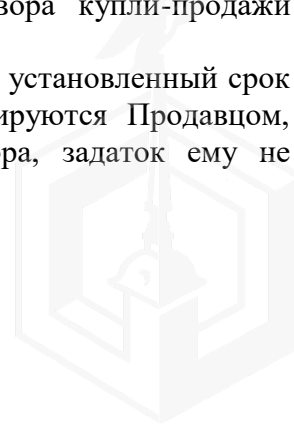 вора купли-продажи
установленный срок
ируются Продавцом,
ра, задаток ему не